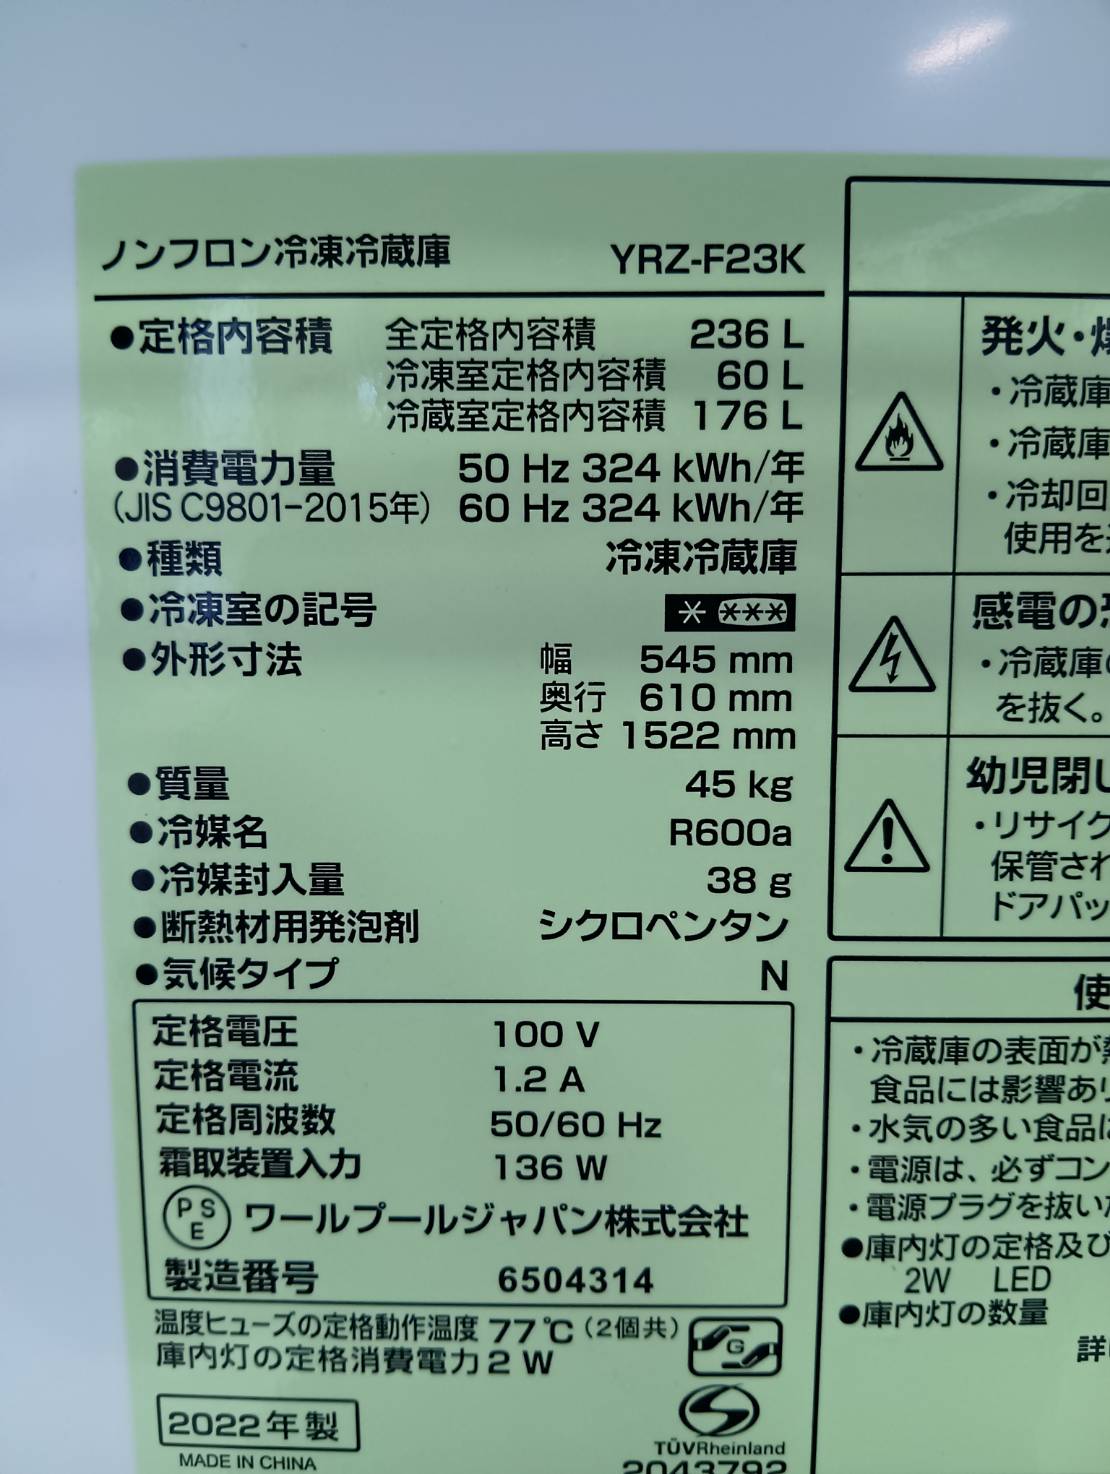 ノンフロン冷凍冷蔵庫 YRZ-F23K
●定格内容積 全定格内容積 236 L
冷凍室定格内容積 60 L
冷蔵室定格内容積 176 L
●消費電力量 50 Hz 324 kWh/年
(JIS C9801-2015年) 60 Hz 324 kWh/年
●種類 冷凍冷蔵庫
●冷凍室の記号
●外形寸法 幅 545 mm
奥行 610 mm
高さ 1522 mm
●質量 45 kg
●冷媒名 R600a
●冷媒封入量 38 g
●断熱材用発泡剤 シクロペンタン
●気候タイプ N
定格電圧 100 V
定格電流 1.2 A
定格周波数 50/60 Hz
霜取装置入力 136 W
PSE ワールプールジャパン株式会社
製造番号 6504314
温度ヒューズの定格動作温度 77℃ (2個共)
庫内灯の定格消費電力 2 W
G
2022年製
MADE IN CHINA
TÜVRheinland
2043792
発火・
・冷蔵庫
・冷蔵庫
・冷却回
使用を
感電の
・冷蔵庫
を抜く。
幼児閉
・リサイク
保管され
ドアパッ
使
・冷蔵庫の表面が
食品には影響あり
・水気の多い食品に
・電源は、必ずコン
・電源プラグを抜い
●庫内灯の定格及び
2W LED
●庫内灯の数量
詳